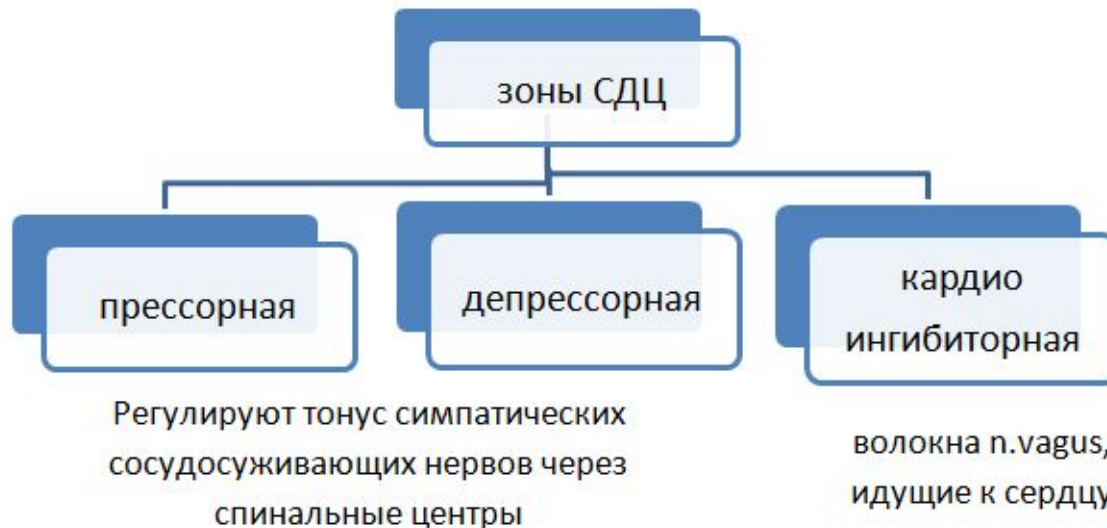 зоны СДЦ
прессорная
депрессорная
кардио
ингибиторная
Регулируют тонус симпатических
сосудосуживающих нервов через
спинальные центры
волокна n.vagus,
идущие к сердцу